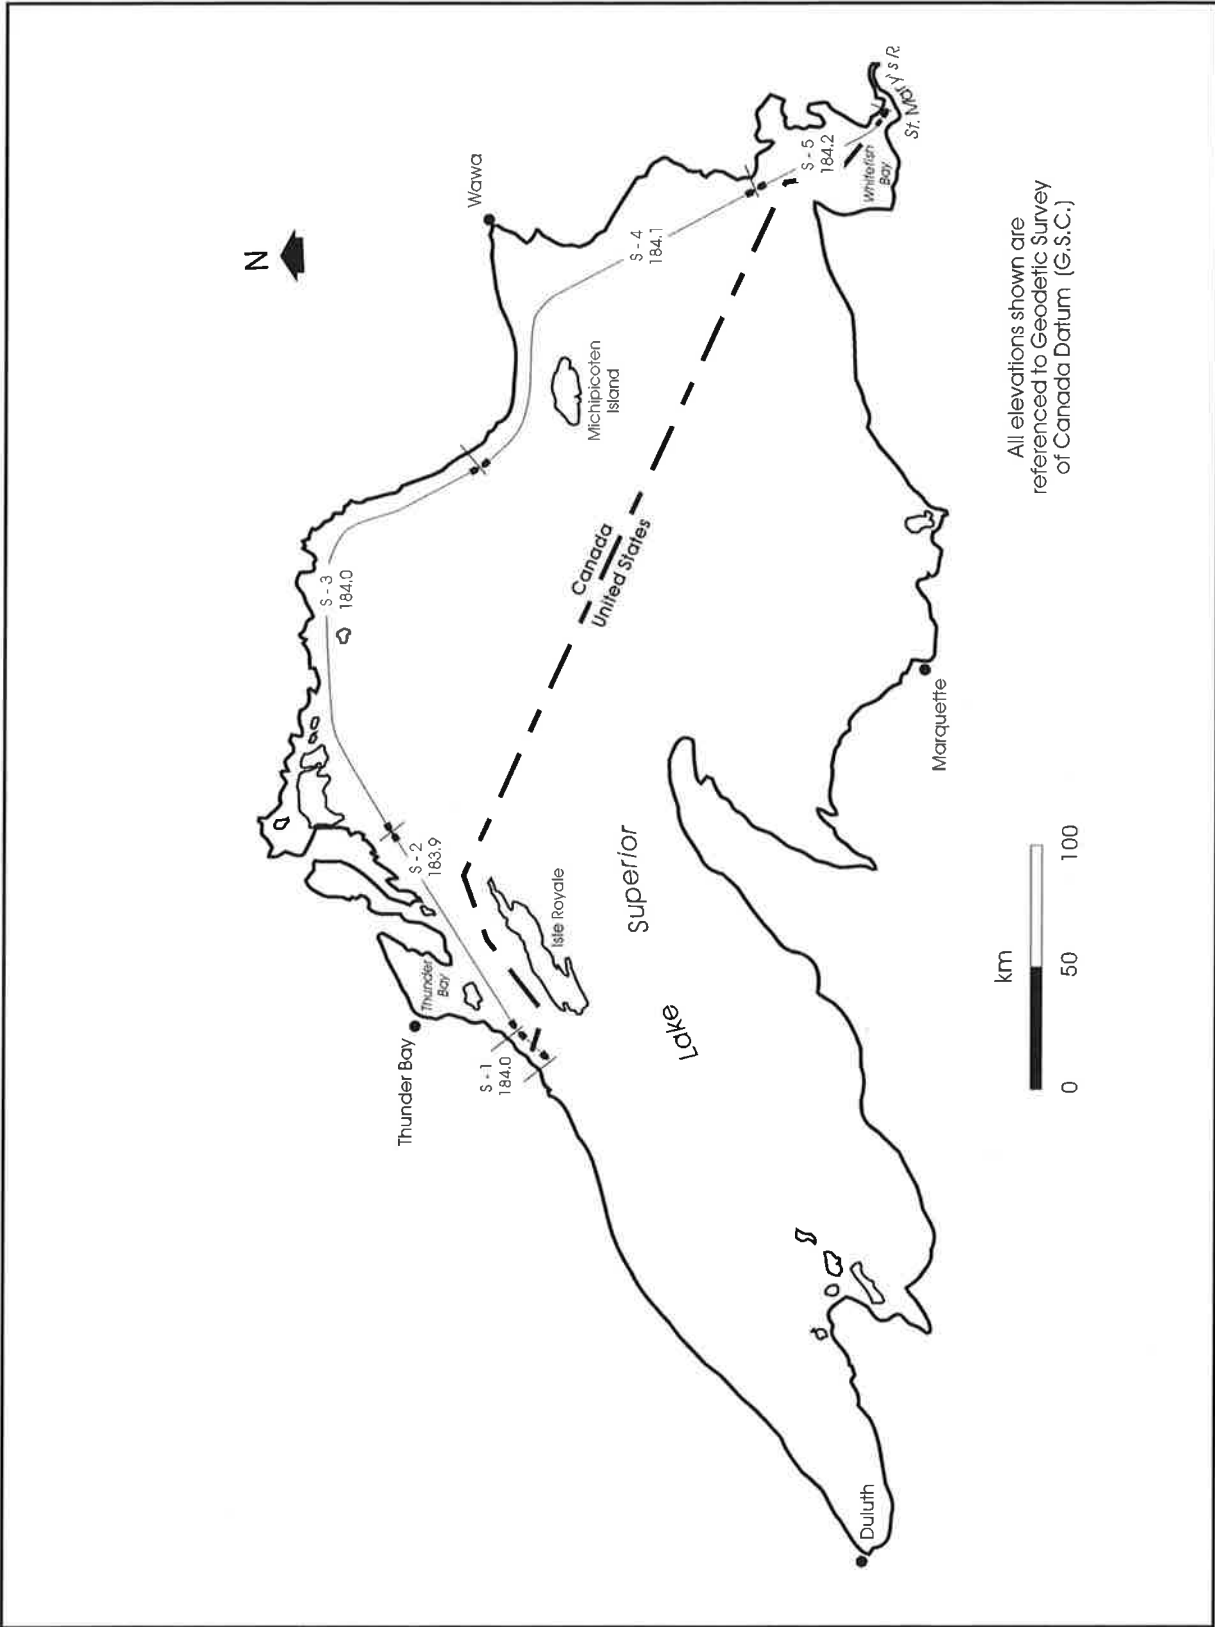 N
Wawa
S - 3
184.0
S - 2
183.9
Thunder Bay
Thunder
Bay
S - 1
184.0
Isle Royale
Michipicoten
Island
S - 4
184.1
S - 5
184.2
Whitefish
Bay
St. Mary's R.
Canada
United States
Lake Superior
Marquette
Duluth
km
0 50 100
All elevations shown are
referenced to Geodetic Survey
of Canada Datum (G.S.C.)